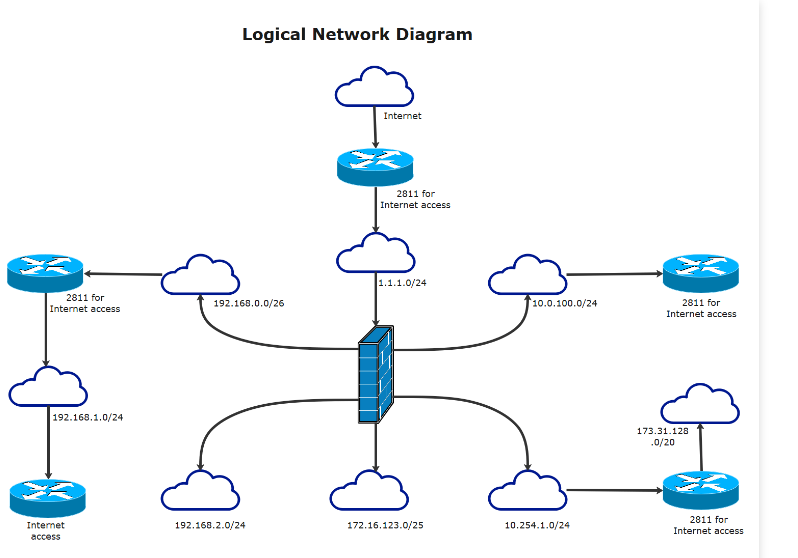 Logical Network Diagram
Internet
2811 for
Internet access
1.1.1.0/24
2811 for
Internet access
192.168.0.0/26
10.0.100.0/24
2811 for
Internet access
192.168.1.0/24
173.31.128
.0/20
Internet
access
192.168.2.0/24
172.16.123.0/25
10.254.1.0/24
2811 for
Internet access